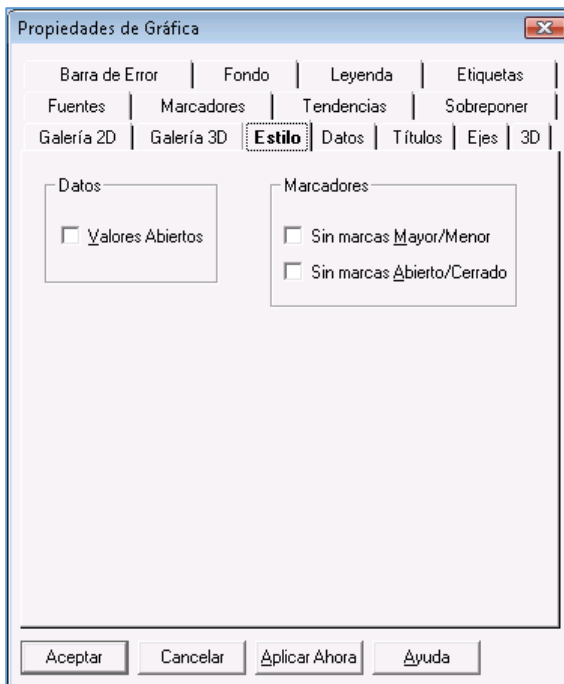 Propiedades de Gráfica
Barra de Error Fondo Leyenda Etiquetas
Fuentes Marcadores Tendencias Sobreponer
Galería 2D Galería 3D Estilo Datos Títulos Ejes 3D
Datos
Valores Abiertos
Marcadores
Sin marcas Mayor/Menor
Sin marcas Abierto/Cerrado
Aceptar Cancelar Aplicar Ahora Ayuda